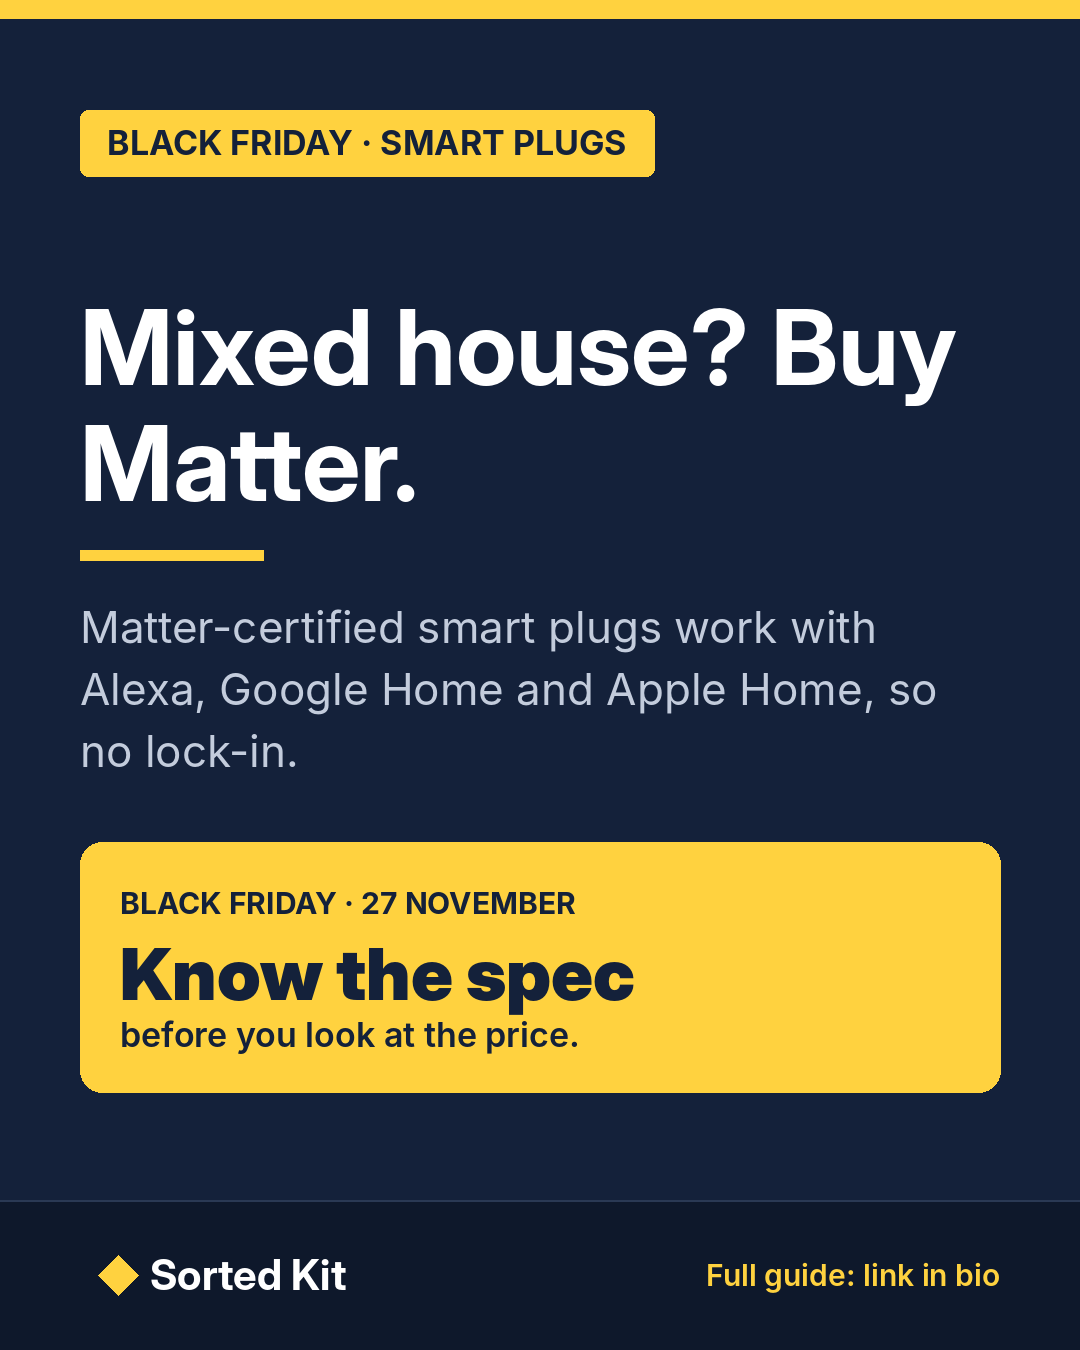 BLACK FRIDAY · SMART PLUGS
Mixed house? Buy
Matter.
Matter-certified smart plugs work with
Alexa, Google Home and Apple Home, so
no lock-in.
BLACK FRIDAY · 27 NOVEMBER
Know the spec
before you look at the price.
Sorted Kit
Full guide: link in bio